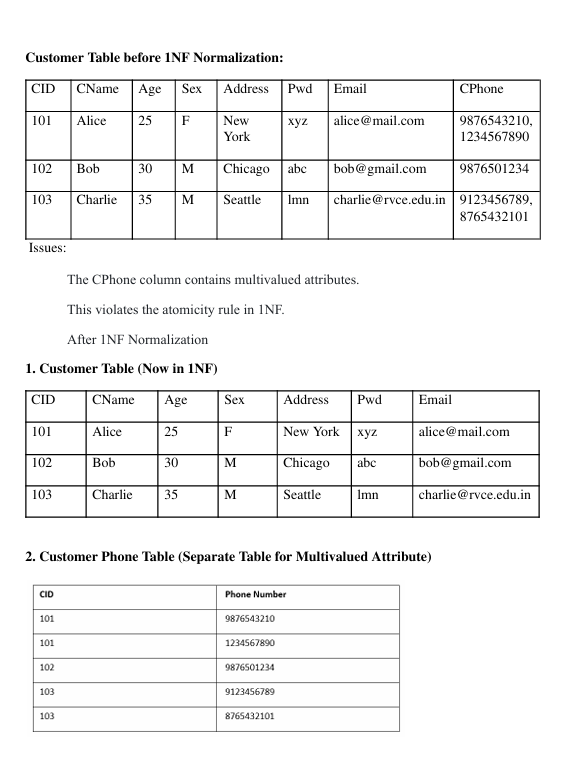 Customer Table before 1NF Normalization:
CID CName Age Sex Address Pwd Email CPhone
101 Alice 25 F New York xyz alice@mail.com 9876543210, 1234567890
102 Bob 30 M Chicago abc bob@gmail.com 9876501234
103 Charlie 35 M Seattle lmn charlie@rvce.edu.in 9123456789, 8765432101
Issues:
The CPhone column contains multivalued attributes.
This violates the atomicity rule in 1NF.
After 1NF Normalization
1. Customer Table (Now in 1NF)
CID CName Age Sex Address Pwd Email
101 Alice 25 F New York xyz alice@mail.com
102 Bob 30 M Chicago abc bob@gmail.com
103 Charlie 35 M Seattle lmn charlie@rvce.edu.in
2. Customer Phone Table (Separate Table for Multivalued Attribute)
CID Phone Number
101 9876543210
101 1234567890
102 9876501234
103 9123456789
103 8765432101